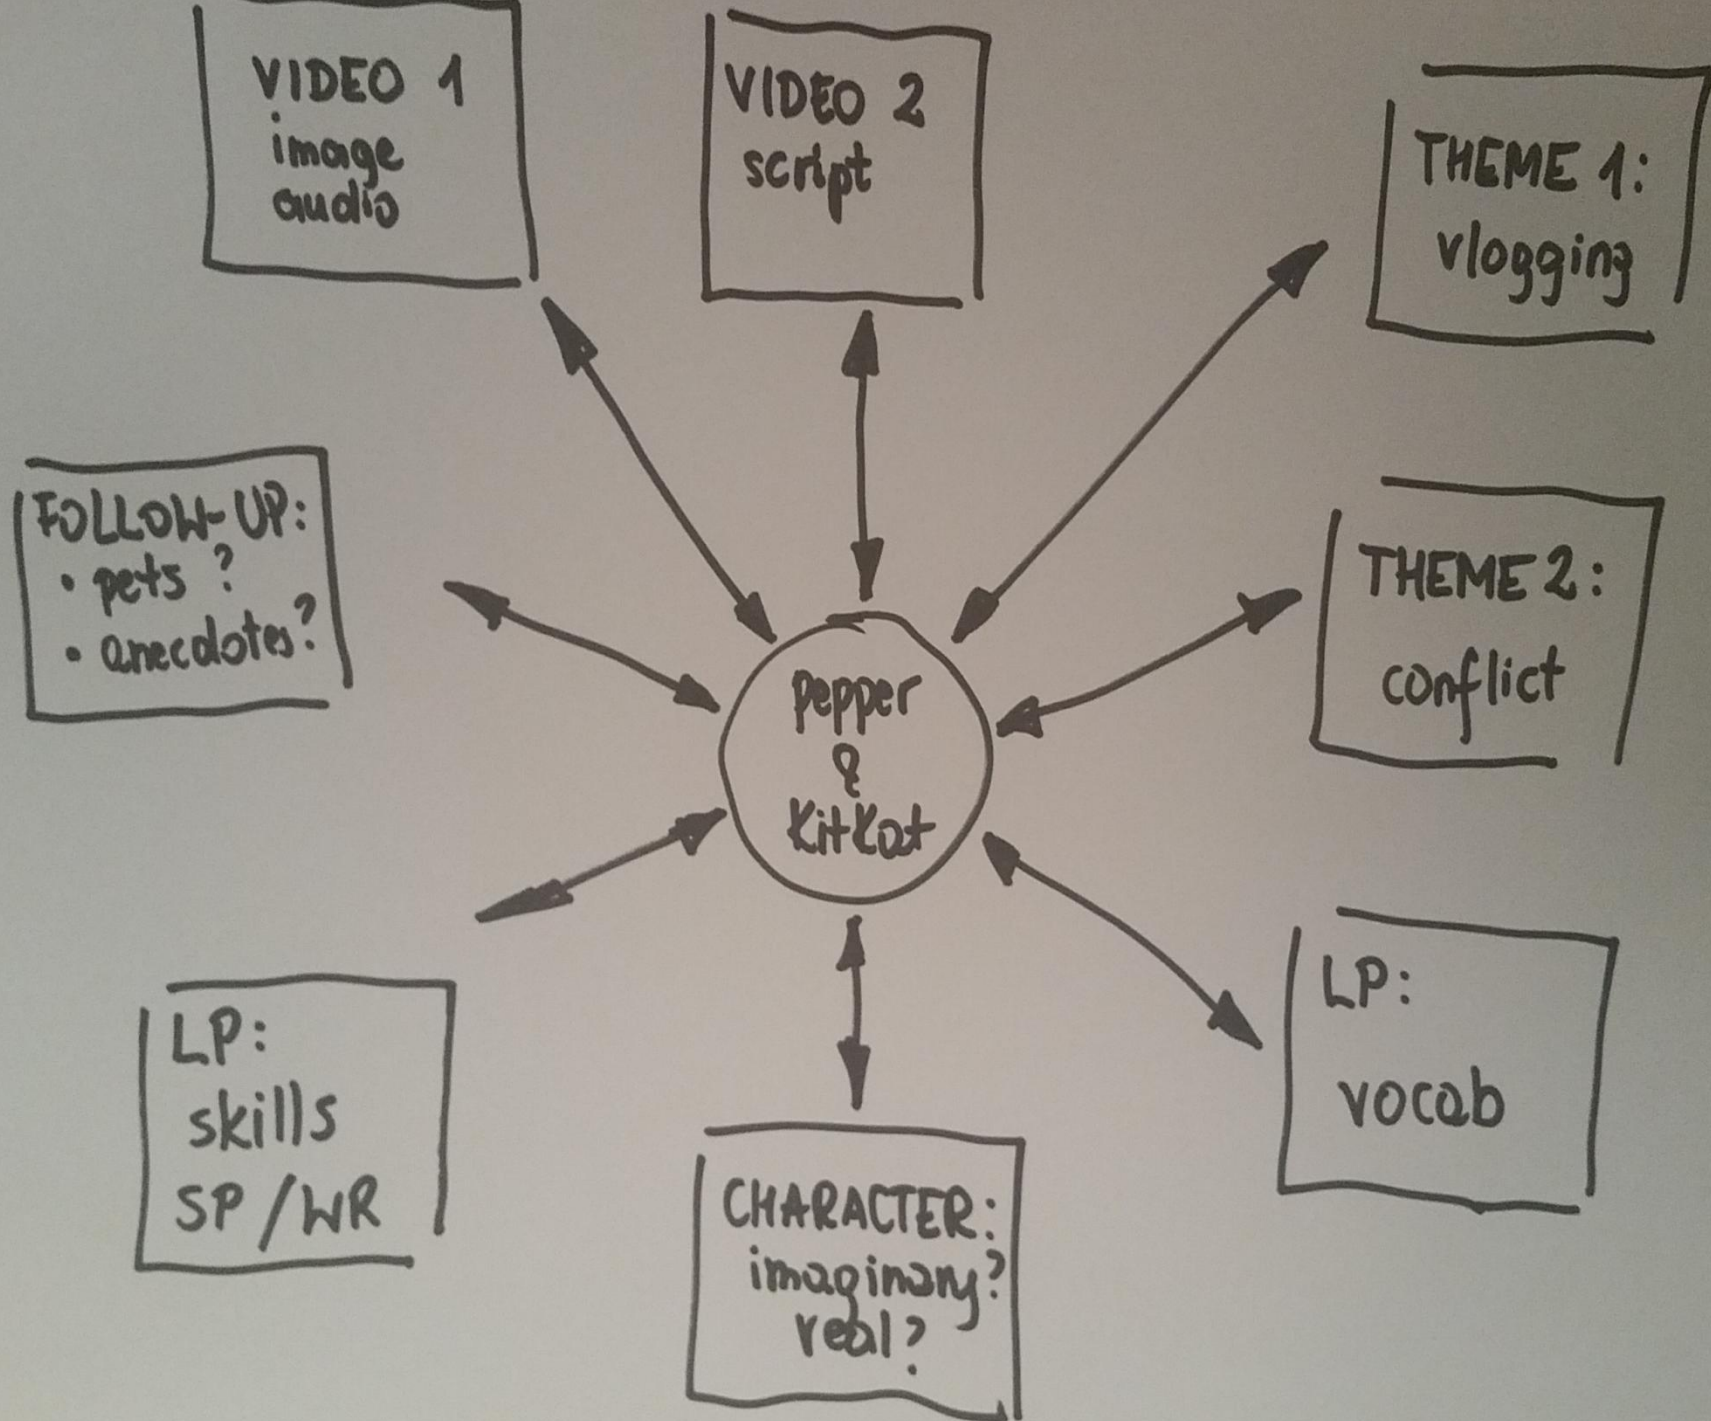 VIDEO 1
image
audio
VIDEO 2
script
THEME 1:
vlogging
FOLLOW-UP:
• pets?
• anecdotes?
THEME 2:
conflict
pepper
&
KitKat
LP:
skills
SP/WR
CHARACTER:
imaginary?
real?
LP:
vocab